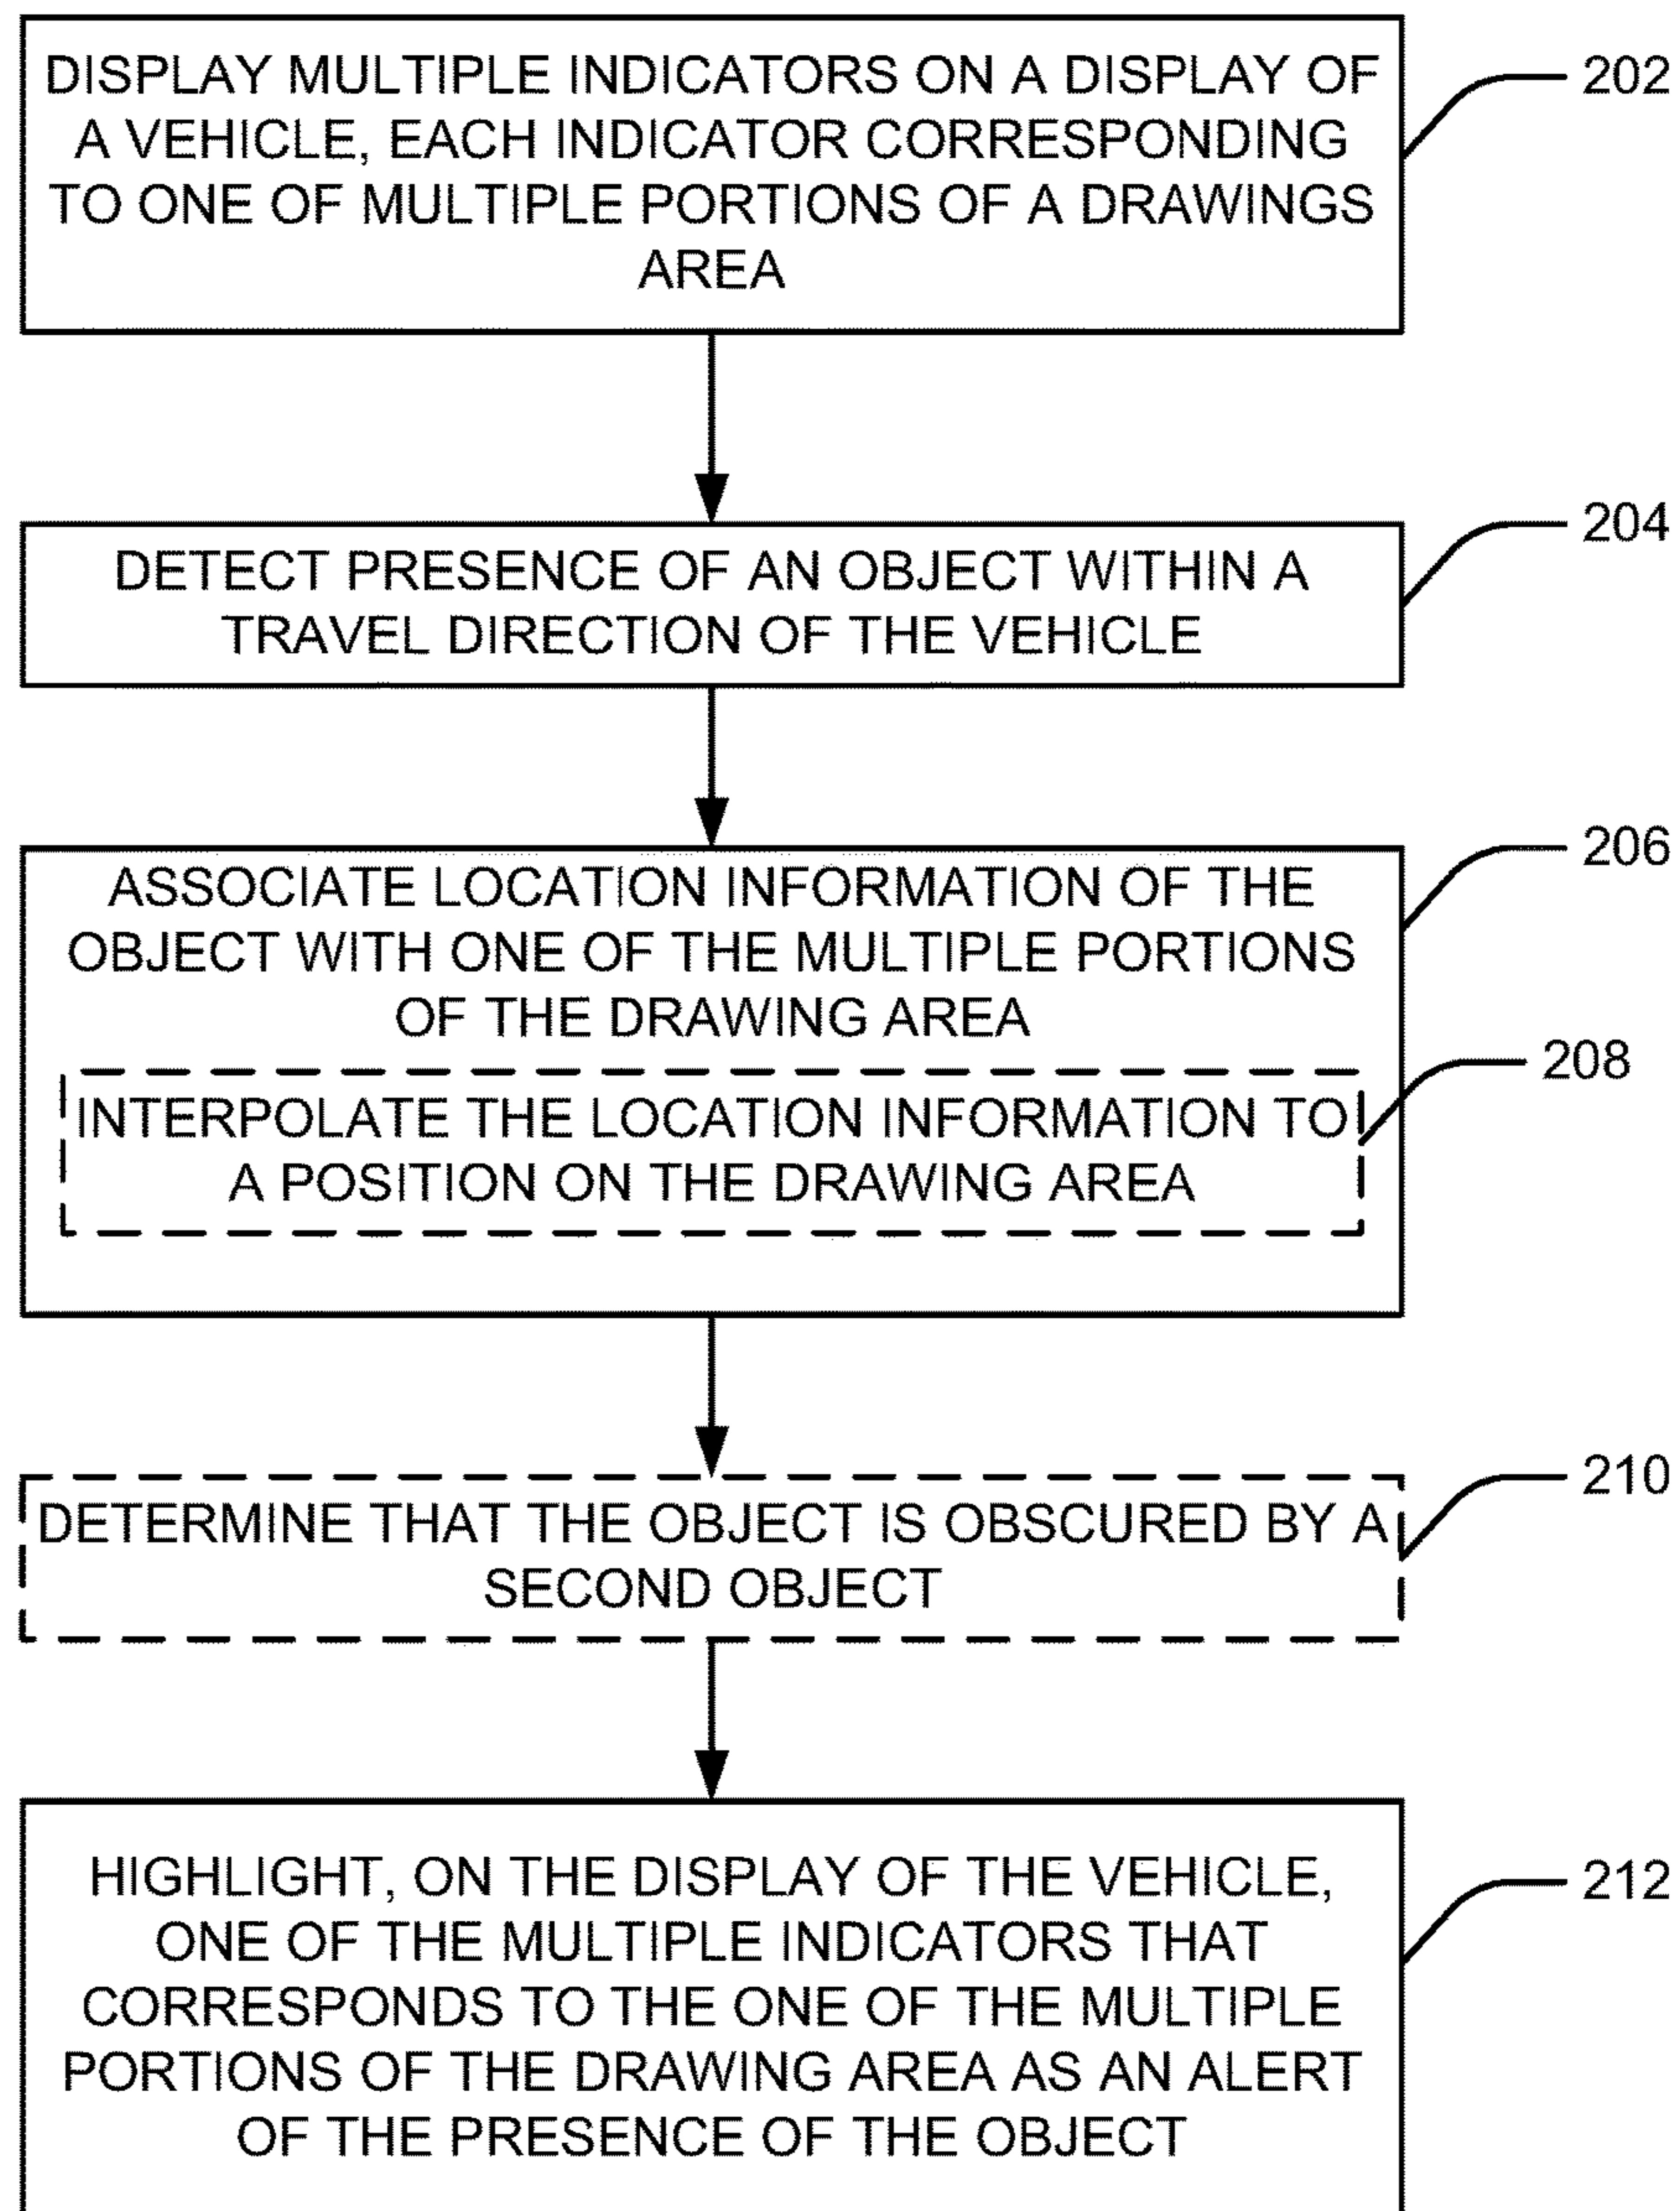 DISPLAY MULTIPLE INDICATORS ON A DISPLAY OF
A VEHICLE, EACH INDICATOR CORRESPONDING
TO ONE OF MULTIPLE PORTIONS OF A DRAWINGS
AREA
202
DETECT PRESENCE OF AN OBJECT WITHIN A
TRAVEL DIRECTION OF THE VEHICLE
204
ASSOCIATE LOCATION INFORMATION OF THE
OBJECT WITH ONE OF THE MULTIPLE PORTIONS
OF THE DRAWING AREA
206
INTERPOLATE THE LOCATION INFORMATION TO
A POSITION ON THE DRAWING AREA
208
DETERMINE THAT THE OBJECT IS OBSCURED BY A
SECOND OBJECT
210
HIGHLIGHT, ON THE DISPLAY OF THE VEHICLE,
ONE OF THE MULTIPLE INDICATORS THAT
CORRESPONDS TO THE ONE OF THE MULTIPLE
PORTIONS OF THE DRAWING AREA AS AN ALERT
OF THE PRESENCE OF THE OBJECT
212